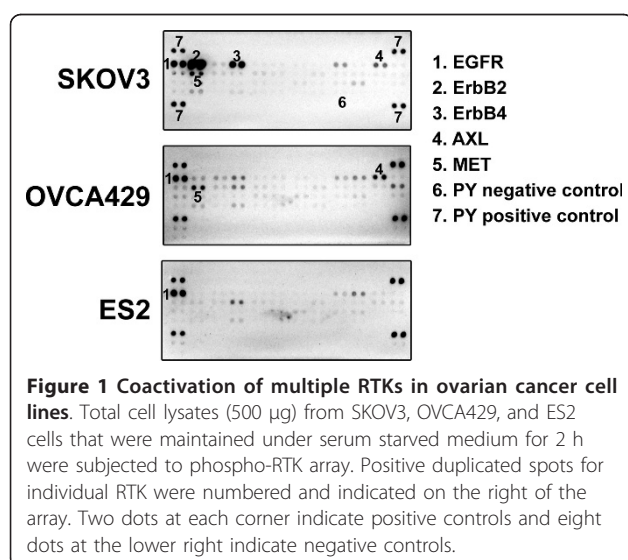 SKOV3
7
7
1
2
3
4
5
6
7
7
1. EGFR
2. ErbB2
3. ErbB4
4. AXL
5. MET
6. PY negative control
7. PY positive control
OVCA429
1
4
5
ES2
1
Figure 1 Coactivation of multiple RTKs in ovarian cancer cell
lines. Total cell lysates (500 μg) from SKOV3, OVCA429, and ES2
cells that were maintained under serum starved medium for 2 h
were subjected to phospho-RTK array. Positive duplicated spots for
individual RTK were numbered and indicated on the right of the
array. Two dots at each corner indicate positive controls and eight
dots at the lower right indicate negative controls.